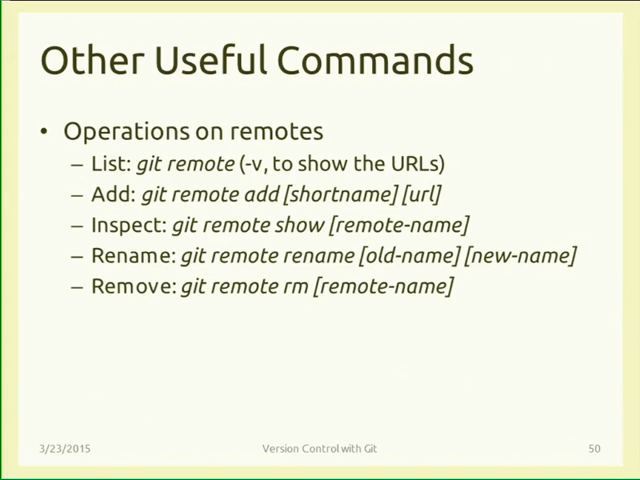 Other Useful Commands
• Operations on remotes
– List: git remote (-v, to show the URLs)
– Add: git remote add [shortname] [url]
– Inspect: git remote show [remote-name]
– Rename: git remote rename [old-name] [new-name]
– Remove: git remote rm [remote-name]
3/23/2015 Version Control with Git 50